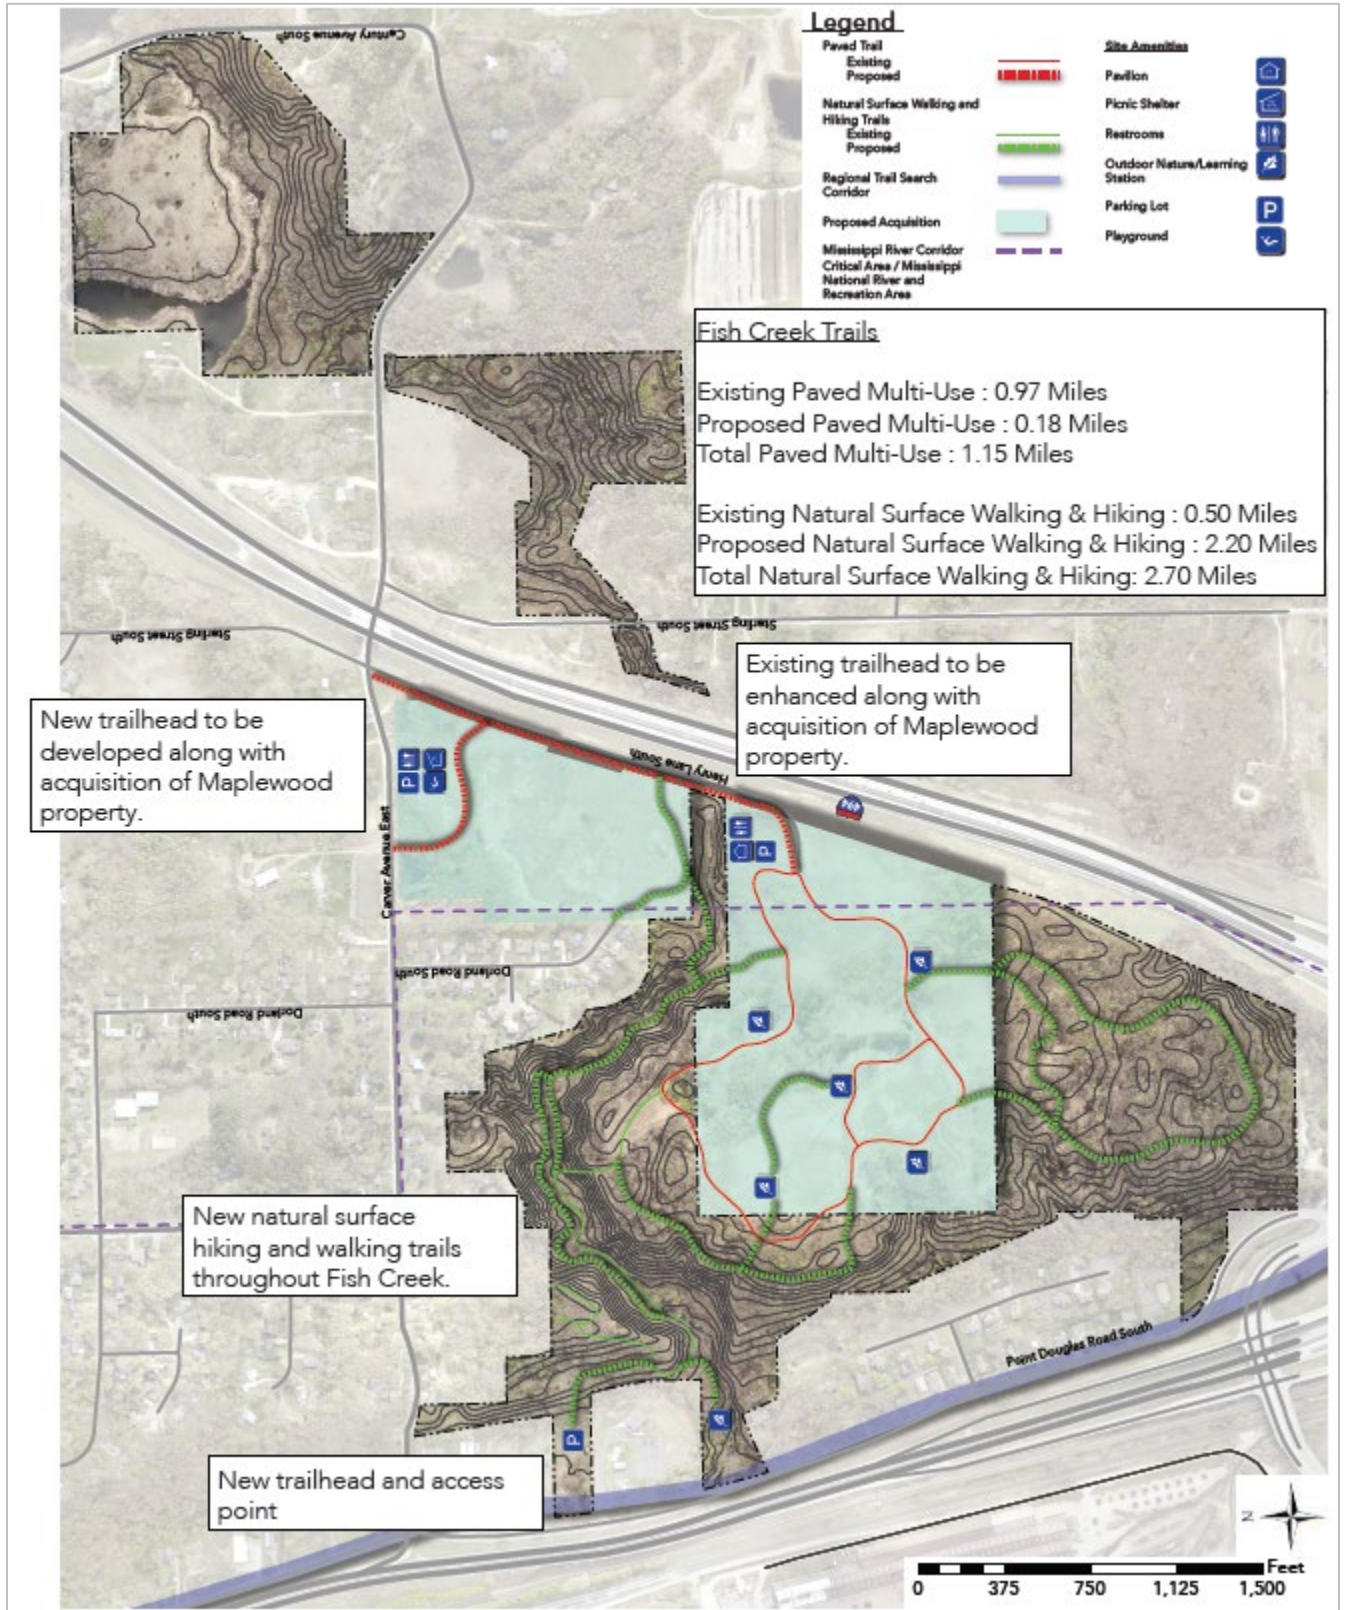 Legend
Paved Trail
Existing
Proposed
Natural Surface Walking and
Hiking Trails
Existing
Proposed
Regional Trail Search
Corridor
Proposed Acquisition
Mississippi River Corridor
Critical Area / Mississippi
National River and
Recreation Area
Site Amenities
Pavilion
Picnic Shelter
Restrooms
Outdoor Nature/Learning
Station
Parking Lot
P
Playground
Century Avenue South
Fish Creek Trails
Existing Paved Multi-Use : 0.97 Miles
Proposed Paved Multi-Use : 0.18 Miles
Total Paved Multi-Use : 1.15 Miles
Existing Natural Surface Walking & Hiking : 0.50 Miles
Proposed Natural Surface Walking & Hiking : 2.20 Miles
Total Natural Surface Walking & Hiking: 2.70 Miles
Sterling Street South
Sterling Street South
Existing trailhead to be
enhanced along with
acquisition of Maplewood
property.
New trailhead to be
developed along with
acquisition of Maplewood
property.
Henry Lane South
494
P
P
Carver Avenue East
Dorland Road South
Dorland Road South
New natural surface
hiking and walking trails
throughout Fish Creek.
Point Douglas Road South
P
New trailhead and access
point
N
Feet
0 375 750 1,125 1,500